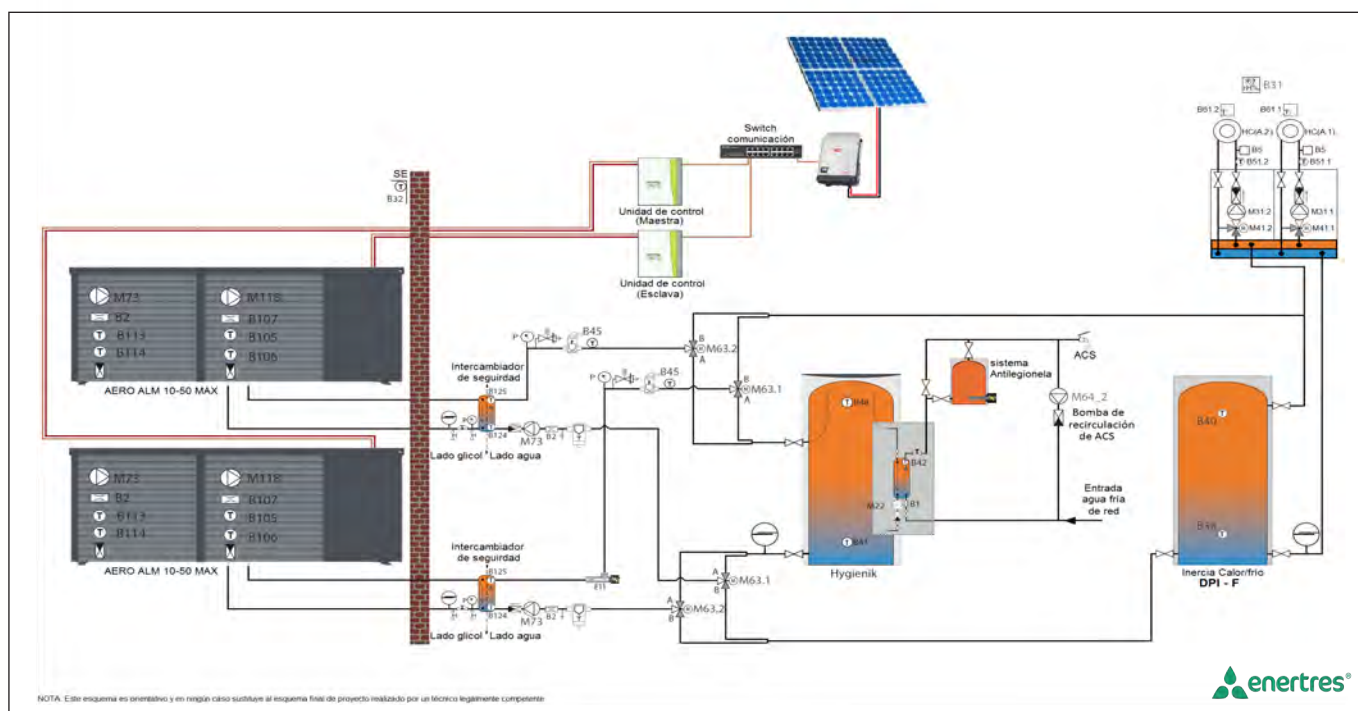 B31
B61.2
B61.1
HC(A.2)
HC(A.1)
B5
B5
B51.2
B51.1
M31.2
M31.1
M41.2
M41.1
Switch
comunicación
SE
T
B32
Unidad de control
(Maestra)
Unidad de control
(Esclava)
M73
M118
B2
B107
B113
B105
B114
B106
AERO ALM 10-50 MAX
Intercambiador
de seguirdad
B125
B124
M73
B2
Lado glicol
Lado agua
P
B45
P
B45
B
M63.2
A
B
M63.1
A
M73
M118
B2
B107
B113
B105
B114
B106
AERO ALM 10-50 MAX
Intercambiador
de seguirdad
B125
B124
E11
M73
B2
Lado glicol
Lado agua
A
M63.1
B
A
M63.2
B
B41
Hygienik
B42
M22
B1
sistema
Antilegionela
ACS
M64_2
Bomba de
recirculación
de ACS
Entrada
agua fría
de red
B40
B38
Inercia Calor/frio
DPI - F
NOTA: Este esquema es orientativo y en ningún caso sustituye al esquema final de proyecto realizado por un técnico legalmente competente
enertres®